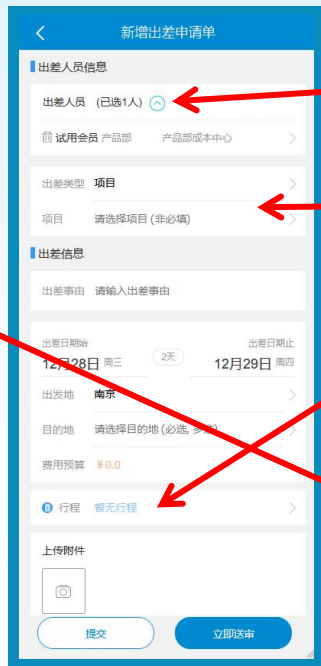 新增出差申请单
出差人员信息
出差人员 (已选1人)
试用会员 产品部 产品部成本中心
出差类型 项目
项目 请选择项目 (非必填)
出差信息
出差事由 请输入出差事由
出差日期始 出差日期止
12月28日 周三 2天 12月29日 周四
出发地 南京
目的地 请选择目的地 (必选,
费用预算 ¥0.0
行程 暂无行程
上传附件
提交 立即送审